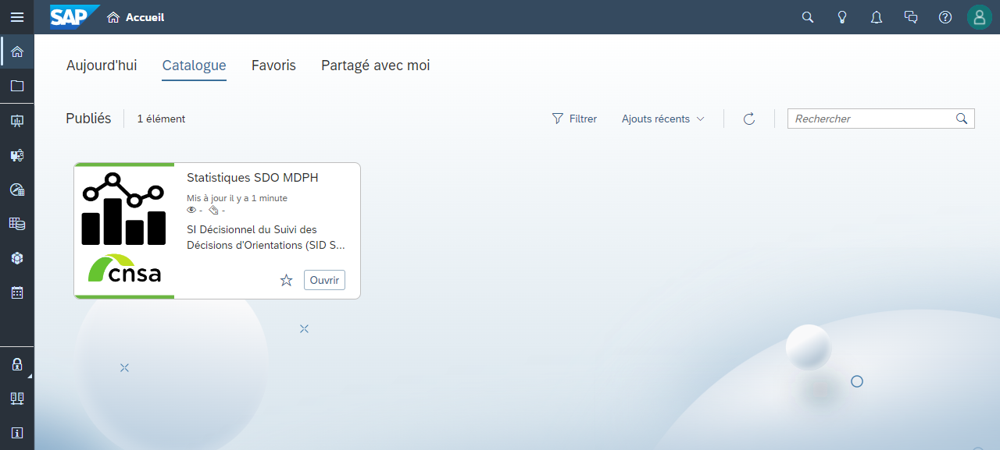 SAP Accueil
Aujourd'hui Catalogue Favoris Partagé avec moi
Publiés 1 élément Filtrer Ajouts récents Rechercher
Statistiques SDO MDPH
Mis à jour il y a 1 minute
- -
SI Décisionnel du Suivi des
Décisions d'Orientations (SID S...
cnsa
Ouvrir